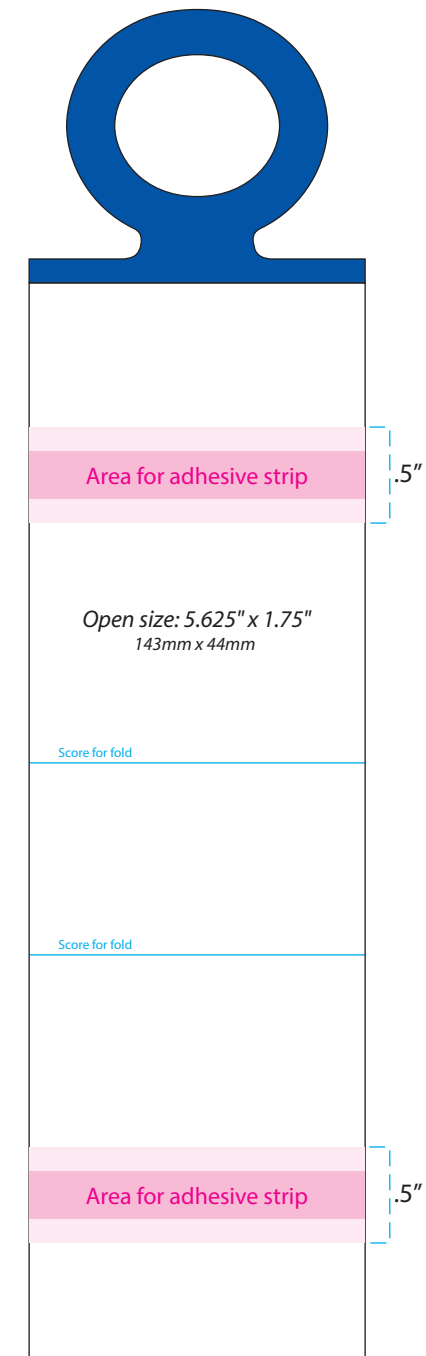 Area for adhesive strip
.5”
Open size: 5.625" x 1.75"
143mm x 44mm
Score for fold
Score for fold
Area for adhesive strip
.5”